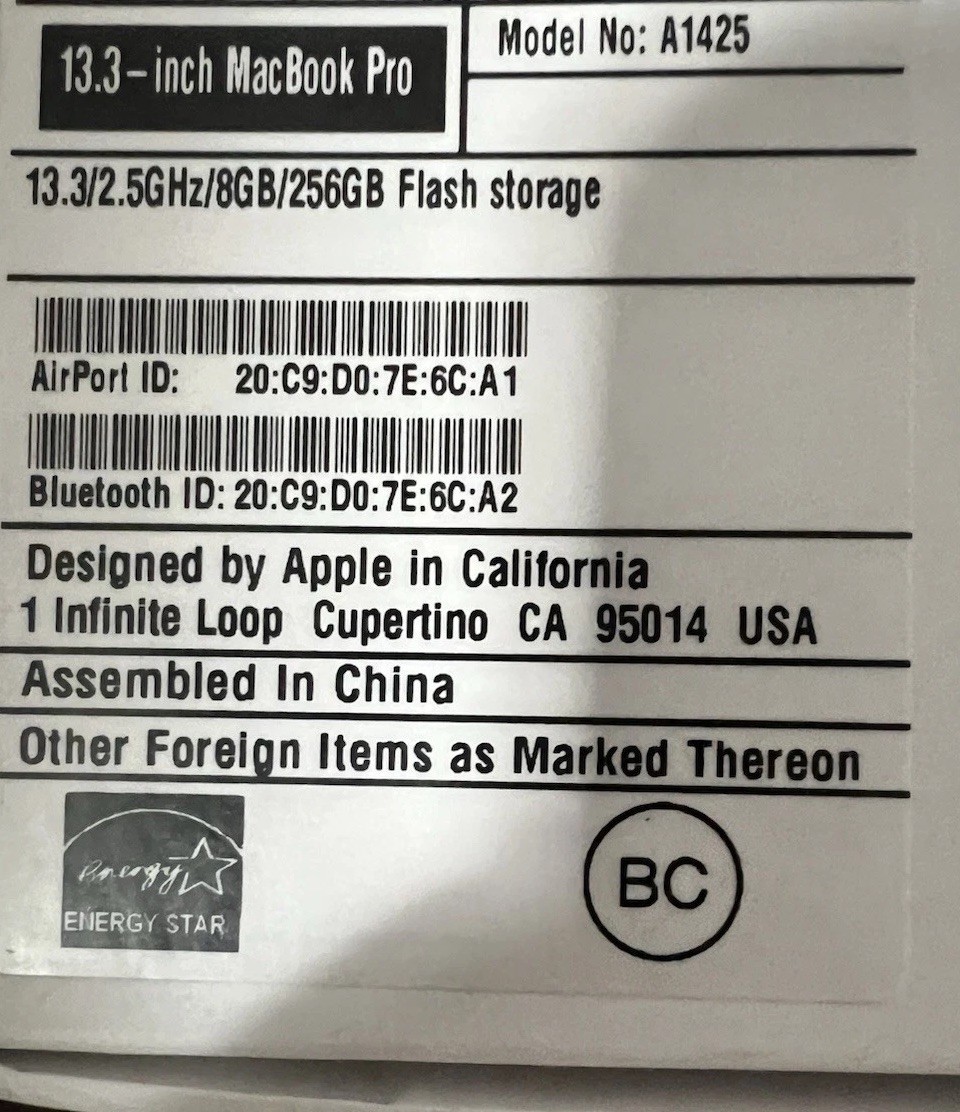 13.3-inch MacBook Pro
Model No: A1425
13.3/2.5GHz/8GB/256GB Flash storage
AirPort ID: 20:C9:D0:7E:6C:A1
Bluetooth ID: 20:C9:D0:7E:6C:A2
Designed by Apple in California
1 Infinite Loop Cupertino CA 95014 USA
Assembled In China
Other Foreign Items as Marked Thereon
energy
ENERGY STAR
BC